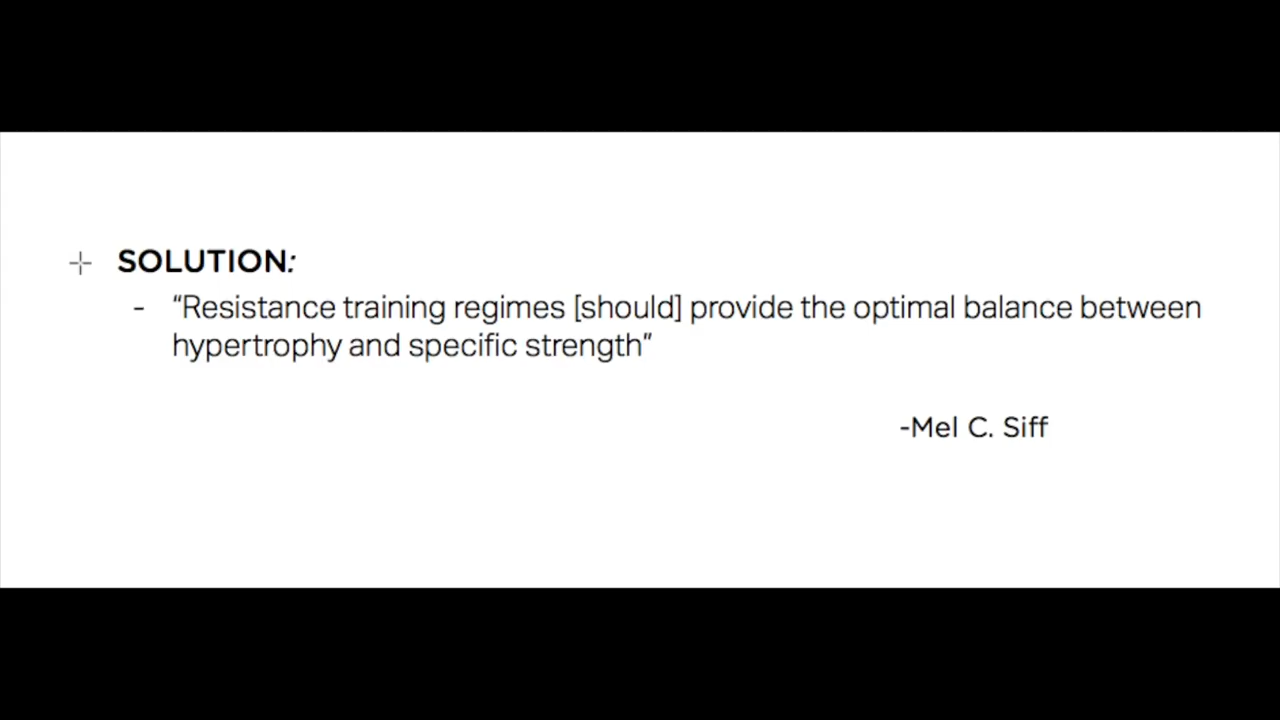 SOLUTION:
- “Resistance training regimes [should] provide the optimal balance between
hypertrophy and specific strength”
-Mel C. Siff